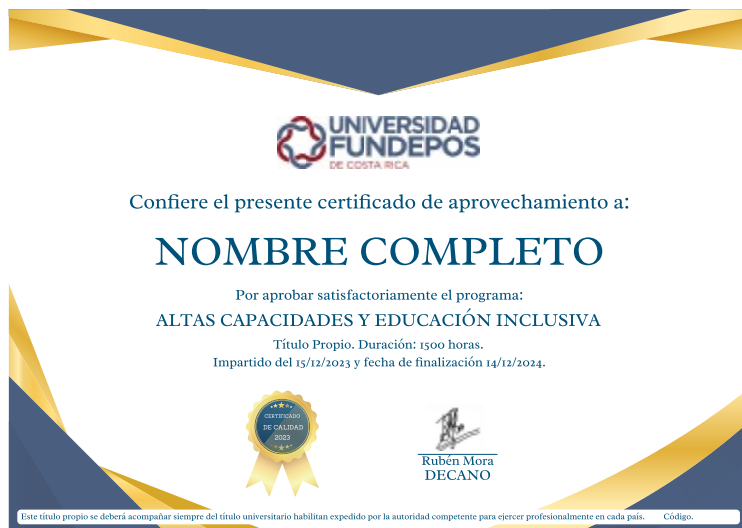 UNIVERSIDAD
FUNDEPOS
DE COSTA RICA
Confiere el presente certificado de aprovechamiento a:
NOMBRE COMPLETO
Por aprobar satisfactoriamente el programa:
ALTAS CAPACIDADES Y EDUCACIÓN INCLUSIVA
Título Propio. Duración: 1500 horas.
Impartido del 15/12/2023 y fecha de finalización 14/12/2024.
CERTIFICADO
DE CALIDAD
2023
Rubén Mora
DECANO
Este título propio se deberá acompañar siempre del título universitario habilitan expedido por la autoridad competente para ejercer profesionalmente en cada país. Código.